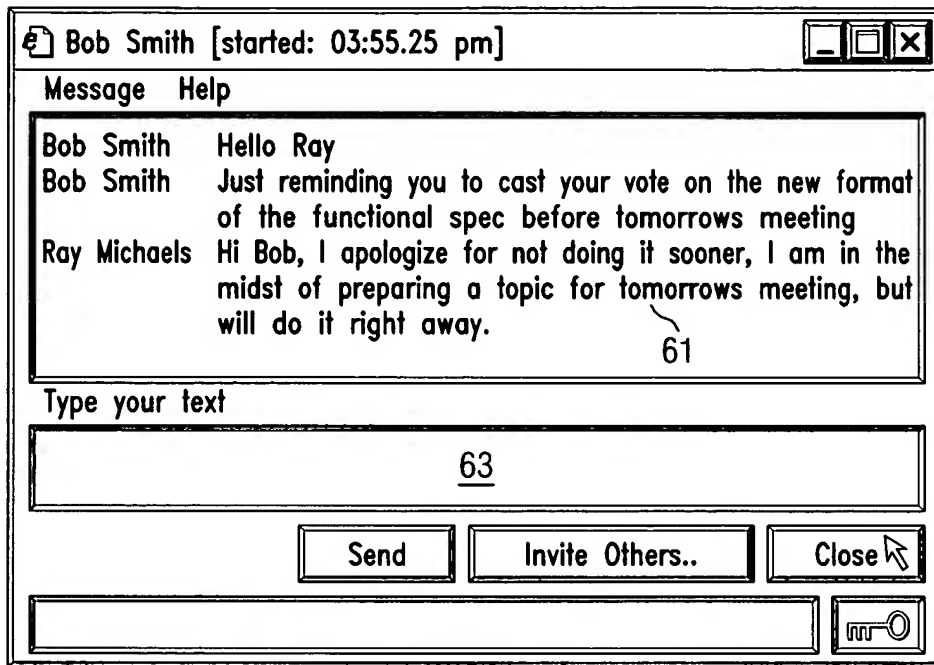 Bob Smith [started: 03:55.25 pm]
Message Help
Bob Smith Hello Ray
Bob Smith Just reminding you to cast your vote on the new format
of the functional spec before tomorrows meeting
Ray Michaels Hi Bob, I apologize for not doing it sooner, I am in the
midst of preparing a topic for tomorrows meeting, but
will do it right away.
61
Type your text
63
Send Invite Others.. Close